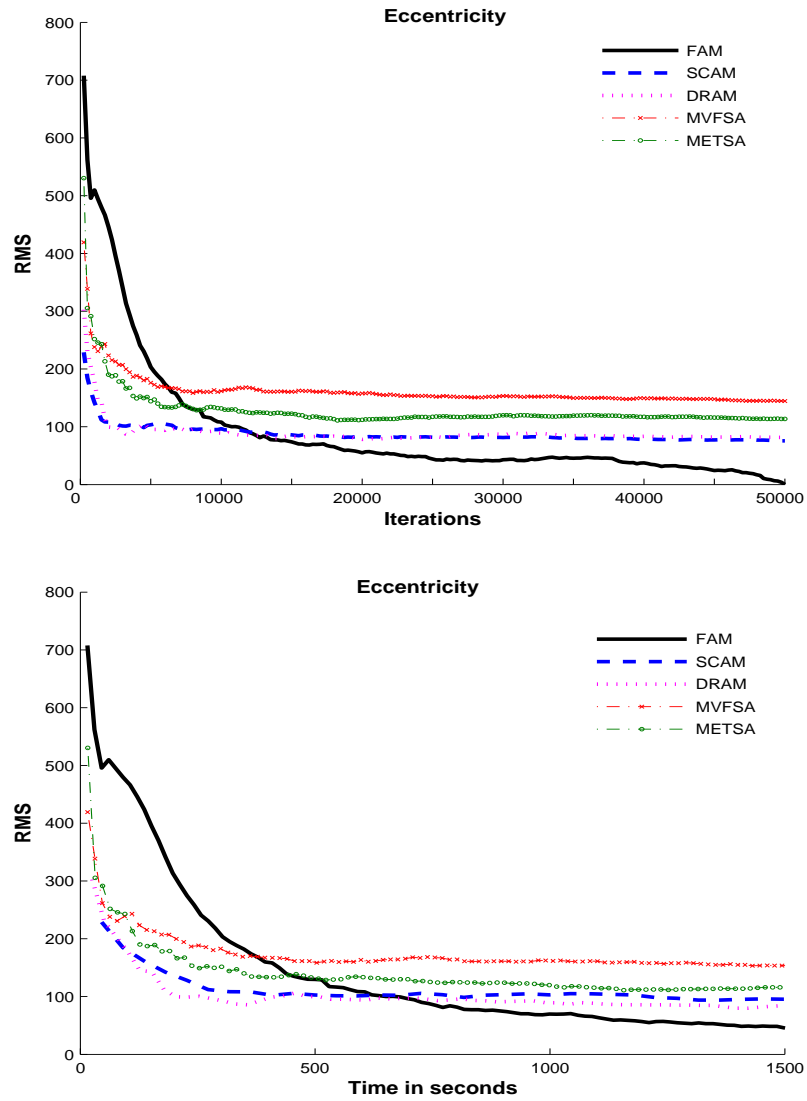 Eccentricity
800
700
600
500
400
300
200
100
0
RMS
FAM
SCAM
DRAM
MVFSA
METSA
0 10000 20000 30000 40000 50000
Iterations
Eccentricity
800
700
600
500
400
300
200
100
0
RMS
FAM
SCAM
DRAM
MVFSA
METSA
0 500 1000 1500
Time in seconds